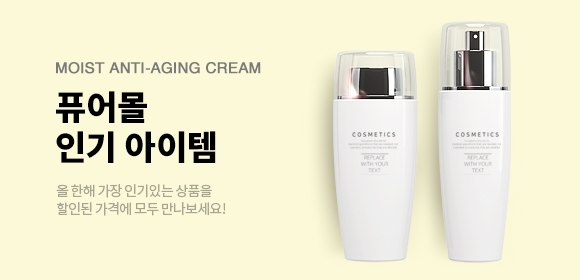 MOIST ANTI-AGING CREAM
퓨어몰
인기 아이템
올 한해 가장 인기있는 상품을
할인된 가격에 모두 만나보세요!
COSMETICS
REPLACE
WITH YOUR
TEXT
COSMETICS
REPLACE
WITH YOUR
TEXT